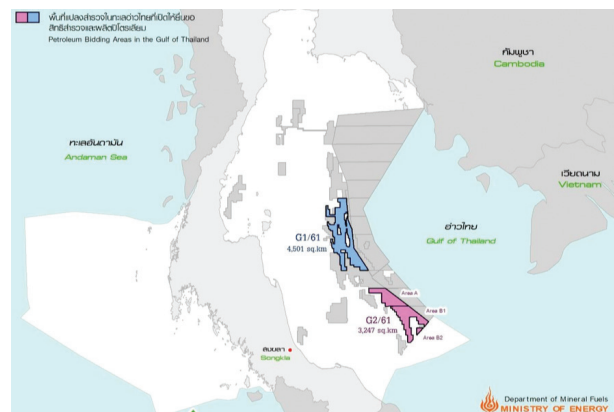 พื้นที่แปลงสำรวจในทะเลอ่าวไทยที่เปิดให้ยื่นขอ
สิทธิสำรวจและผลิตปิโตรเลียม
Petroleum Bidding Areas in the Gulf of Thailand
กัมพูชา
Cambodia
ทะเลอันดามัน
Andaman Sea
เวียดนาม
Vietnam
อ่าวไทย
Gulf of Thailand
G1/61
4,501 sq.km
Area A
Area B1
G2/61
3,247 sq.km
Area B2
สงขลา
Songkla
Department of Mineral Fuels
MINISTRY OF ENERGY